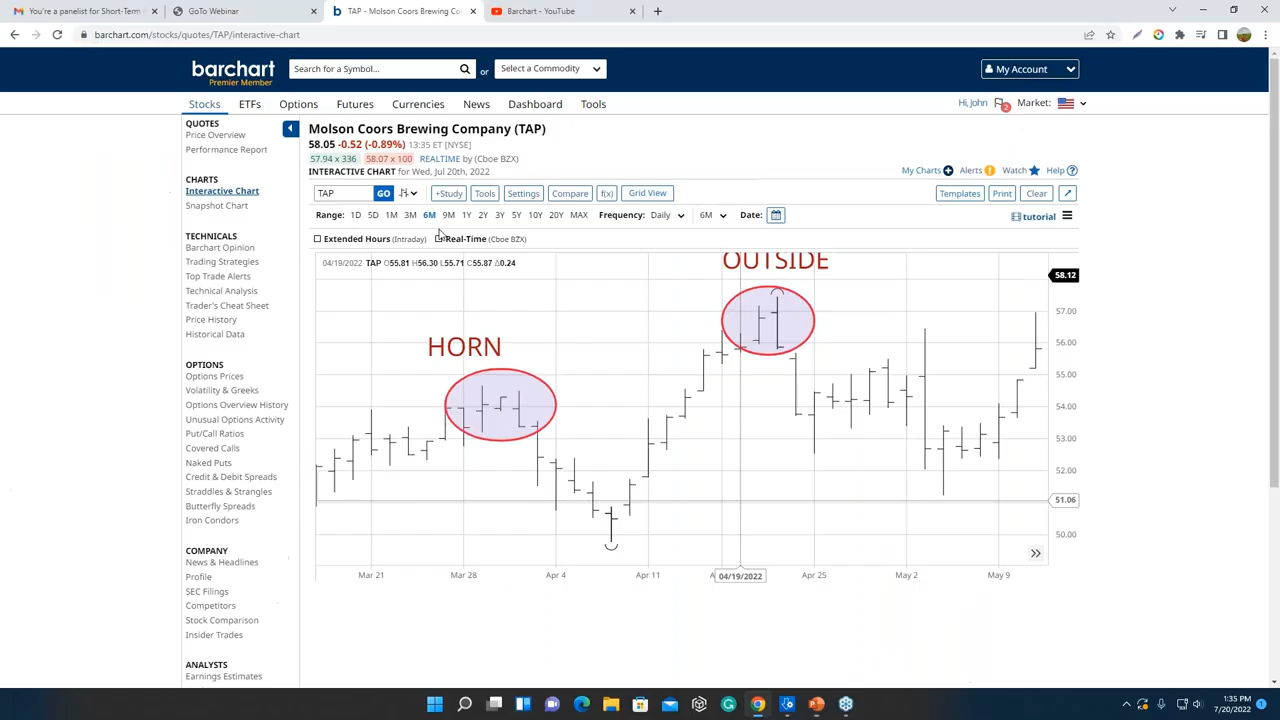 You're a panelist for Short-Term
GoTo Webinar
TAP - Molson Coors Brewing Co
Barchart - YouTube
barchart.com/stocks/quotes/TAP/interactive-chart
barchart
Premier Member
Search for a Symbol...
or
Select a Commodity
My Account
Stocks ETFs Options Futures Currencies News Dashboard Tools
Hi, John 2 Market:
QUOTES
Price Overview
Performance Report
CHARTS
Interactive Chart
Snapshot Chart
TECHNICALS
Barchart Opinion
Trading Strategies
Top Trade Alerts
Technical Analysis
Trader's Cheat Sheet
Price History
Historical Data
OPTIONS
Options Prices
Volatility & Greeks
Options Overview History
Unusual Options Activity
Put/Call Ratios
Covered Calls
Naked Puts
Credit & Debit Spreads
Straddles & Strangles
Butterfly Spreads
Iron Condors
COMPANY
News & Headlines
Profile
SEC Filings
Competitors
Stock Comparison
Insider Trades
ANALYSTS
Earnings Estimates
Molson Coors Brewing Company (TAP)
58.05 -0.52 (-0.89%) 13:35 ET [NYSE]
57.94 x 336 58.07 x 100 REALTIME by (Cboe BZX)
INTERACTIVE CHART for Wed, Jul 20th, 2022
My Charts Alerts Watch Help
TAP GO +Study Tools Settings Compare f(x) Grid View Templates Print Clear
Range: 1D 5D 1M 3M 6M 9M 1Y 2Y 3Y 5Y 10Y 20Y MAX Frequency: Daily 6M Date: tutorial
Extended Hours (Intraday) Real-Time (Cboe BZX)
04/19/2022 TAP O55.81 H56.30 L55.71 C55.87 Δ0.24
OUTSIDE
HORN
58.12
57.00
56.00
55.00
54.00
53.00
52.00
51.06
50.00
Mar 21 Mar 28 Apr 4 Apr 11 04/19/2022 Apr 25 May 2 May 9
1:35 PM
7/20/2022